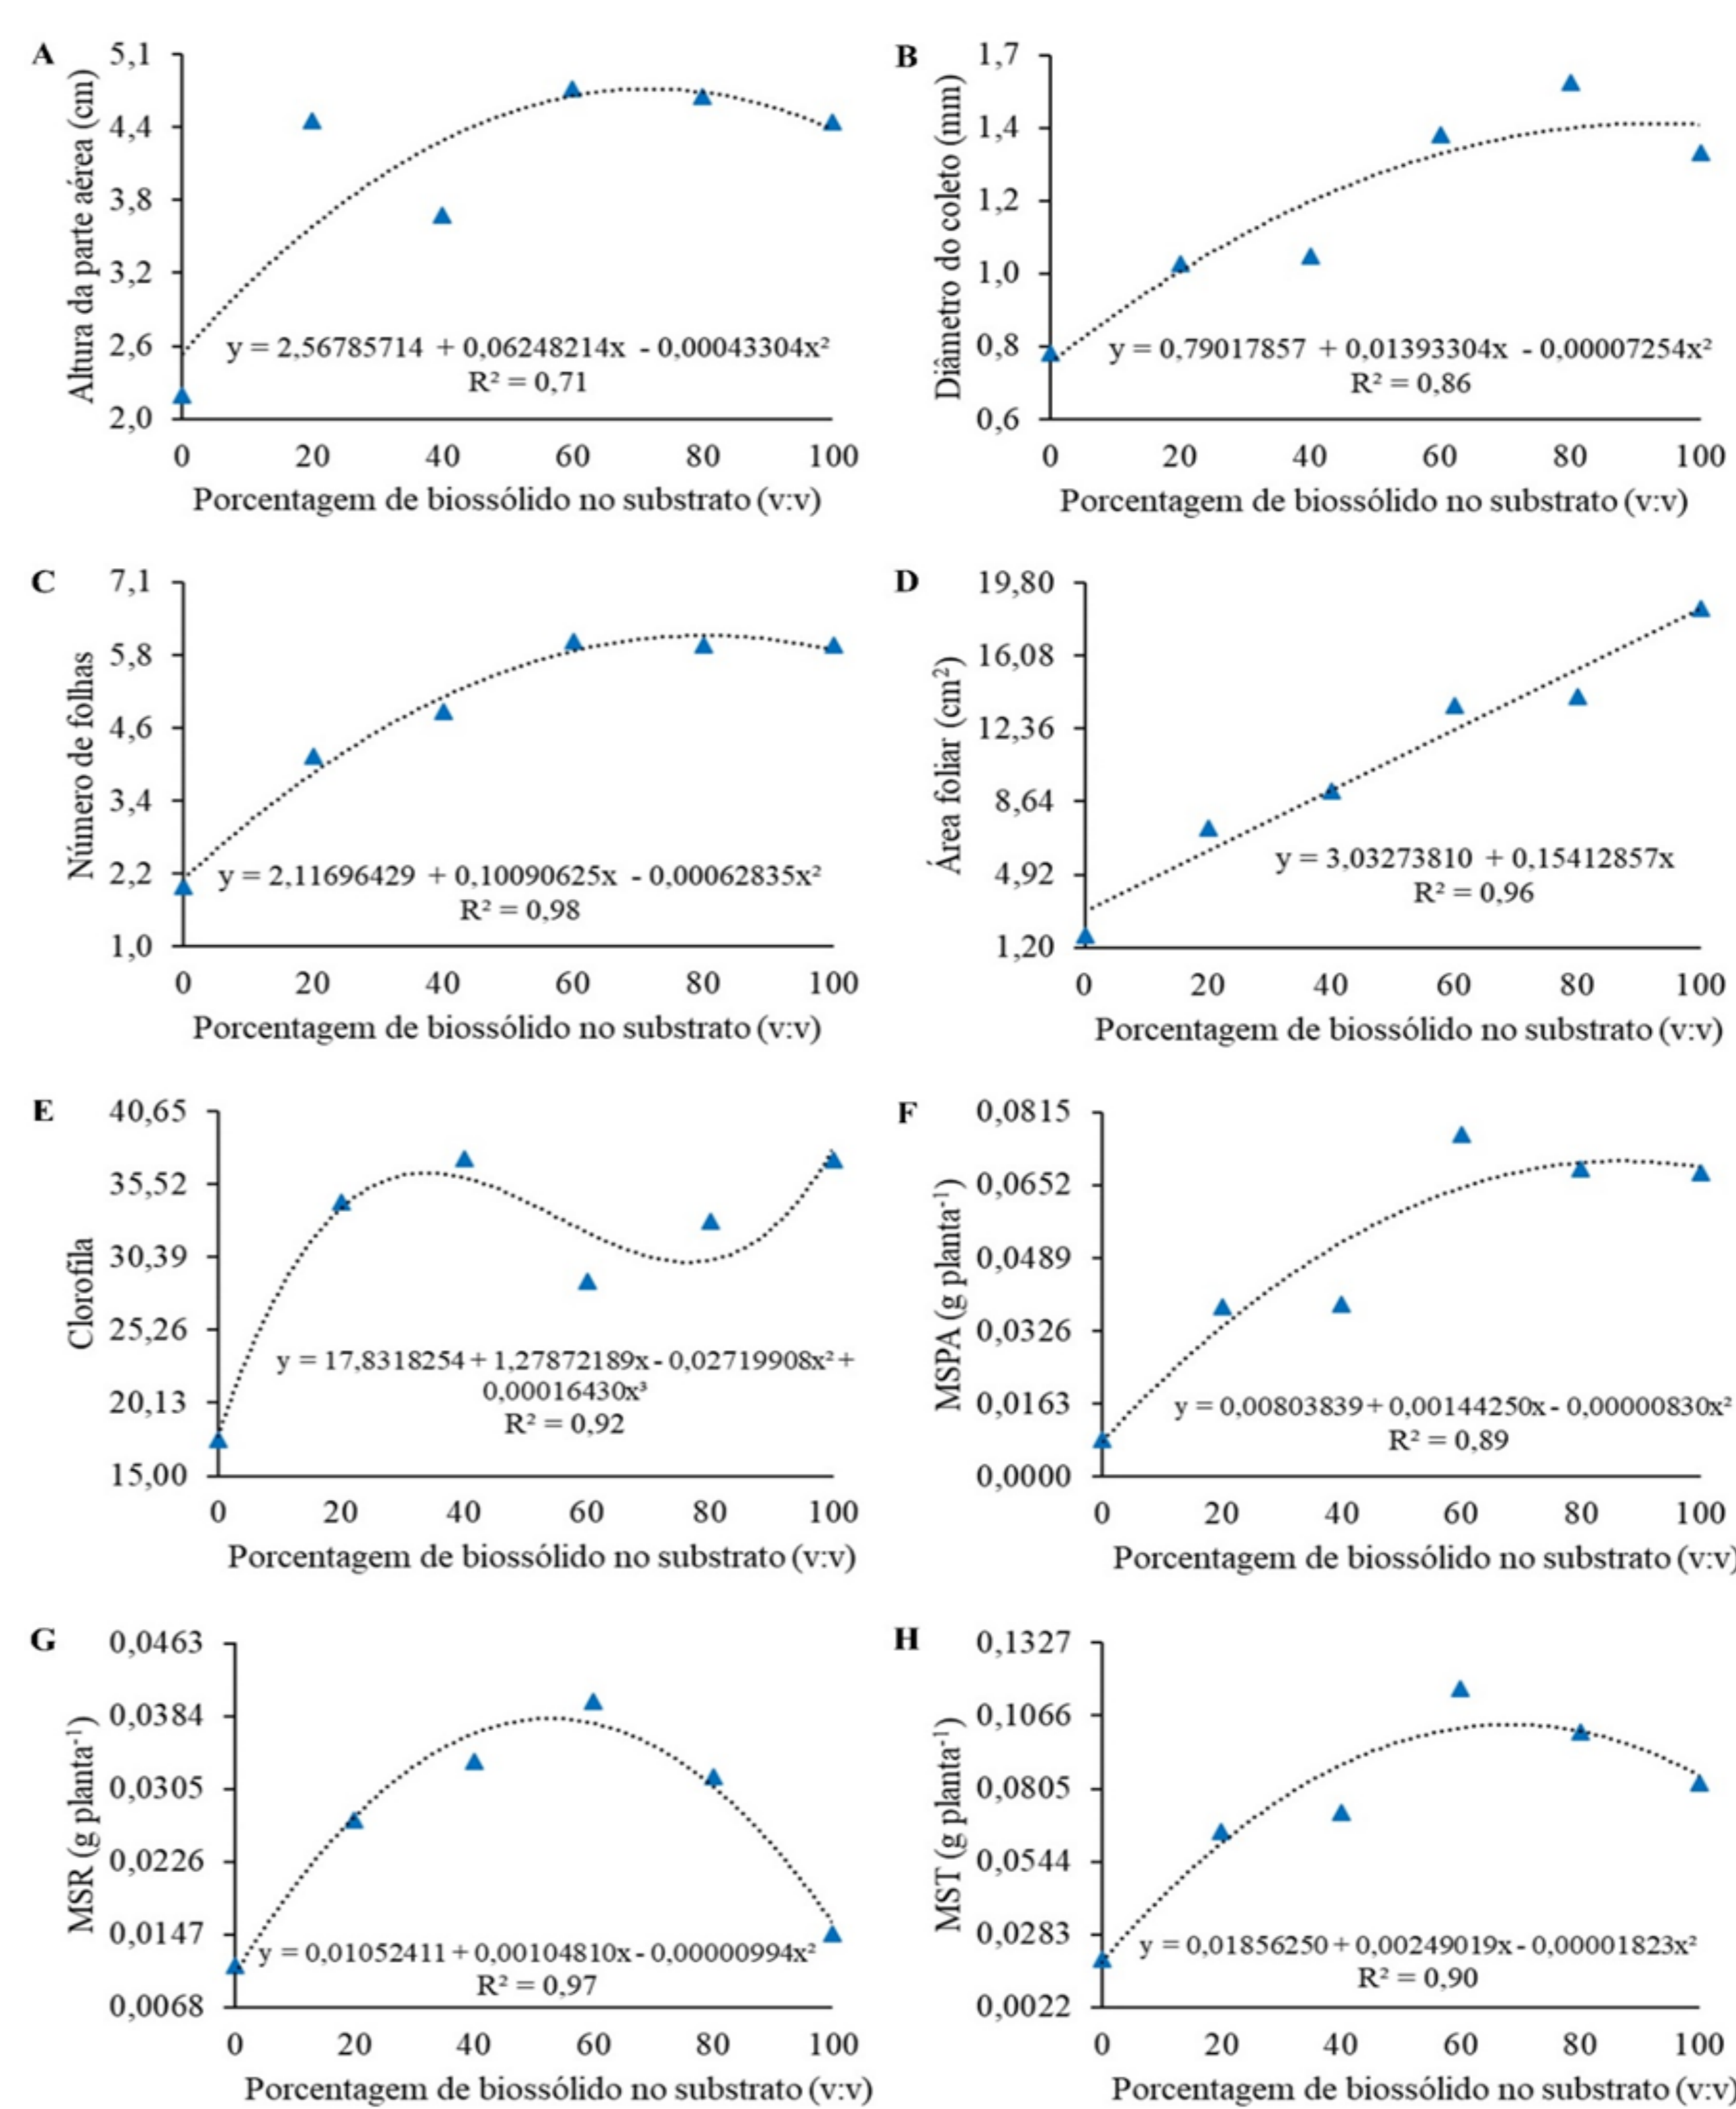 A
5,1
4,4
3,8
3,2
2,6
2,0
Altura da parte aérea (cm)
y = 2,56785714 + 0,06248214x - 0,00043304x²
R² = 0,71
0 20 40 60 80 100
Porcentagem de biossólido no substrato (v:v)
B
1,7
1,4
1,2
1,0
0,8
0,6
Diâmetro do coleto (mm)
y = 0,79017857 + 0,01393304x - 0,00007254x²
R² = 0,86
0 20 40 60 80 100
Porcentagem de biossólido no substrato (v:v)
C
7,1
5,8
4,6
3,4
2,2
1,0
Número de folhas
y = 2,11696429 + 0,10090625x - 0,00062835x²
R² = 0,98
0 20 40 60 80 100
Porcentagem de biossólido no substrato (v:v)
D
19,80
16,08
12,36
8,64
4,92
1,20
Área foliar (cm²)
y = 3,03273810 + 0,15412857x
R² = 0,96
0 20 40 60 80 100
Porcentagem de biossólido no substrato (v:v)
E
40,65
35,52
30,39
25,26
20,13
15,00
Clorofila
y = 17,8318254 + 1,27872189x - 0,02719908x² +
0,00016430x³
R² = 0,92
0 20 40 60 80 100
Porcentagem de biossólido no substrato (v:v)
F
0,0815
0,0652
0,0489
0,0326
0,0163
0,0000
MSPA (g planta⁻¹)
y = 0,00803839 + 0,00144250x - 0,00000830x²
R² = 0,89
0 20 40 60 80 100
Porcentagem de biossólido no substrato (v:v)
G
0,0463
0,0384
0,0305
0,0226
0,0147
0,0068
MSR (g planta⁻¹)
y = 0,01052411 + 0,00104810x - 0,00000994x²
R² = 0,97
0 20 40 60 80 100
Porcentagem de biossólido no substrato (v:v)
H
0,1327
0,1066
0,0805
0,0544
0,0283
0,0022
MST (g planta⁻¹)
y = 0,01856250 + 0,00249019x - 0,00001823x²
R² = 0,90
0 20 40 60 80 100
Porcentagem de biossólido no substrato (v:v)